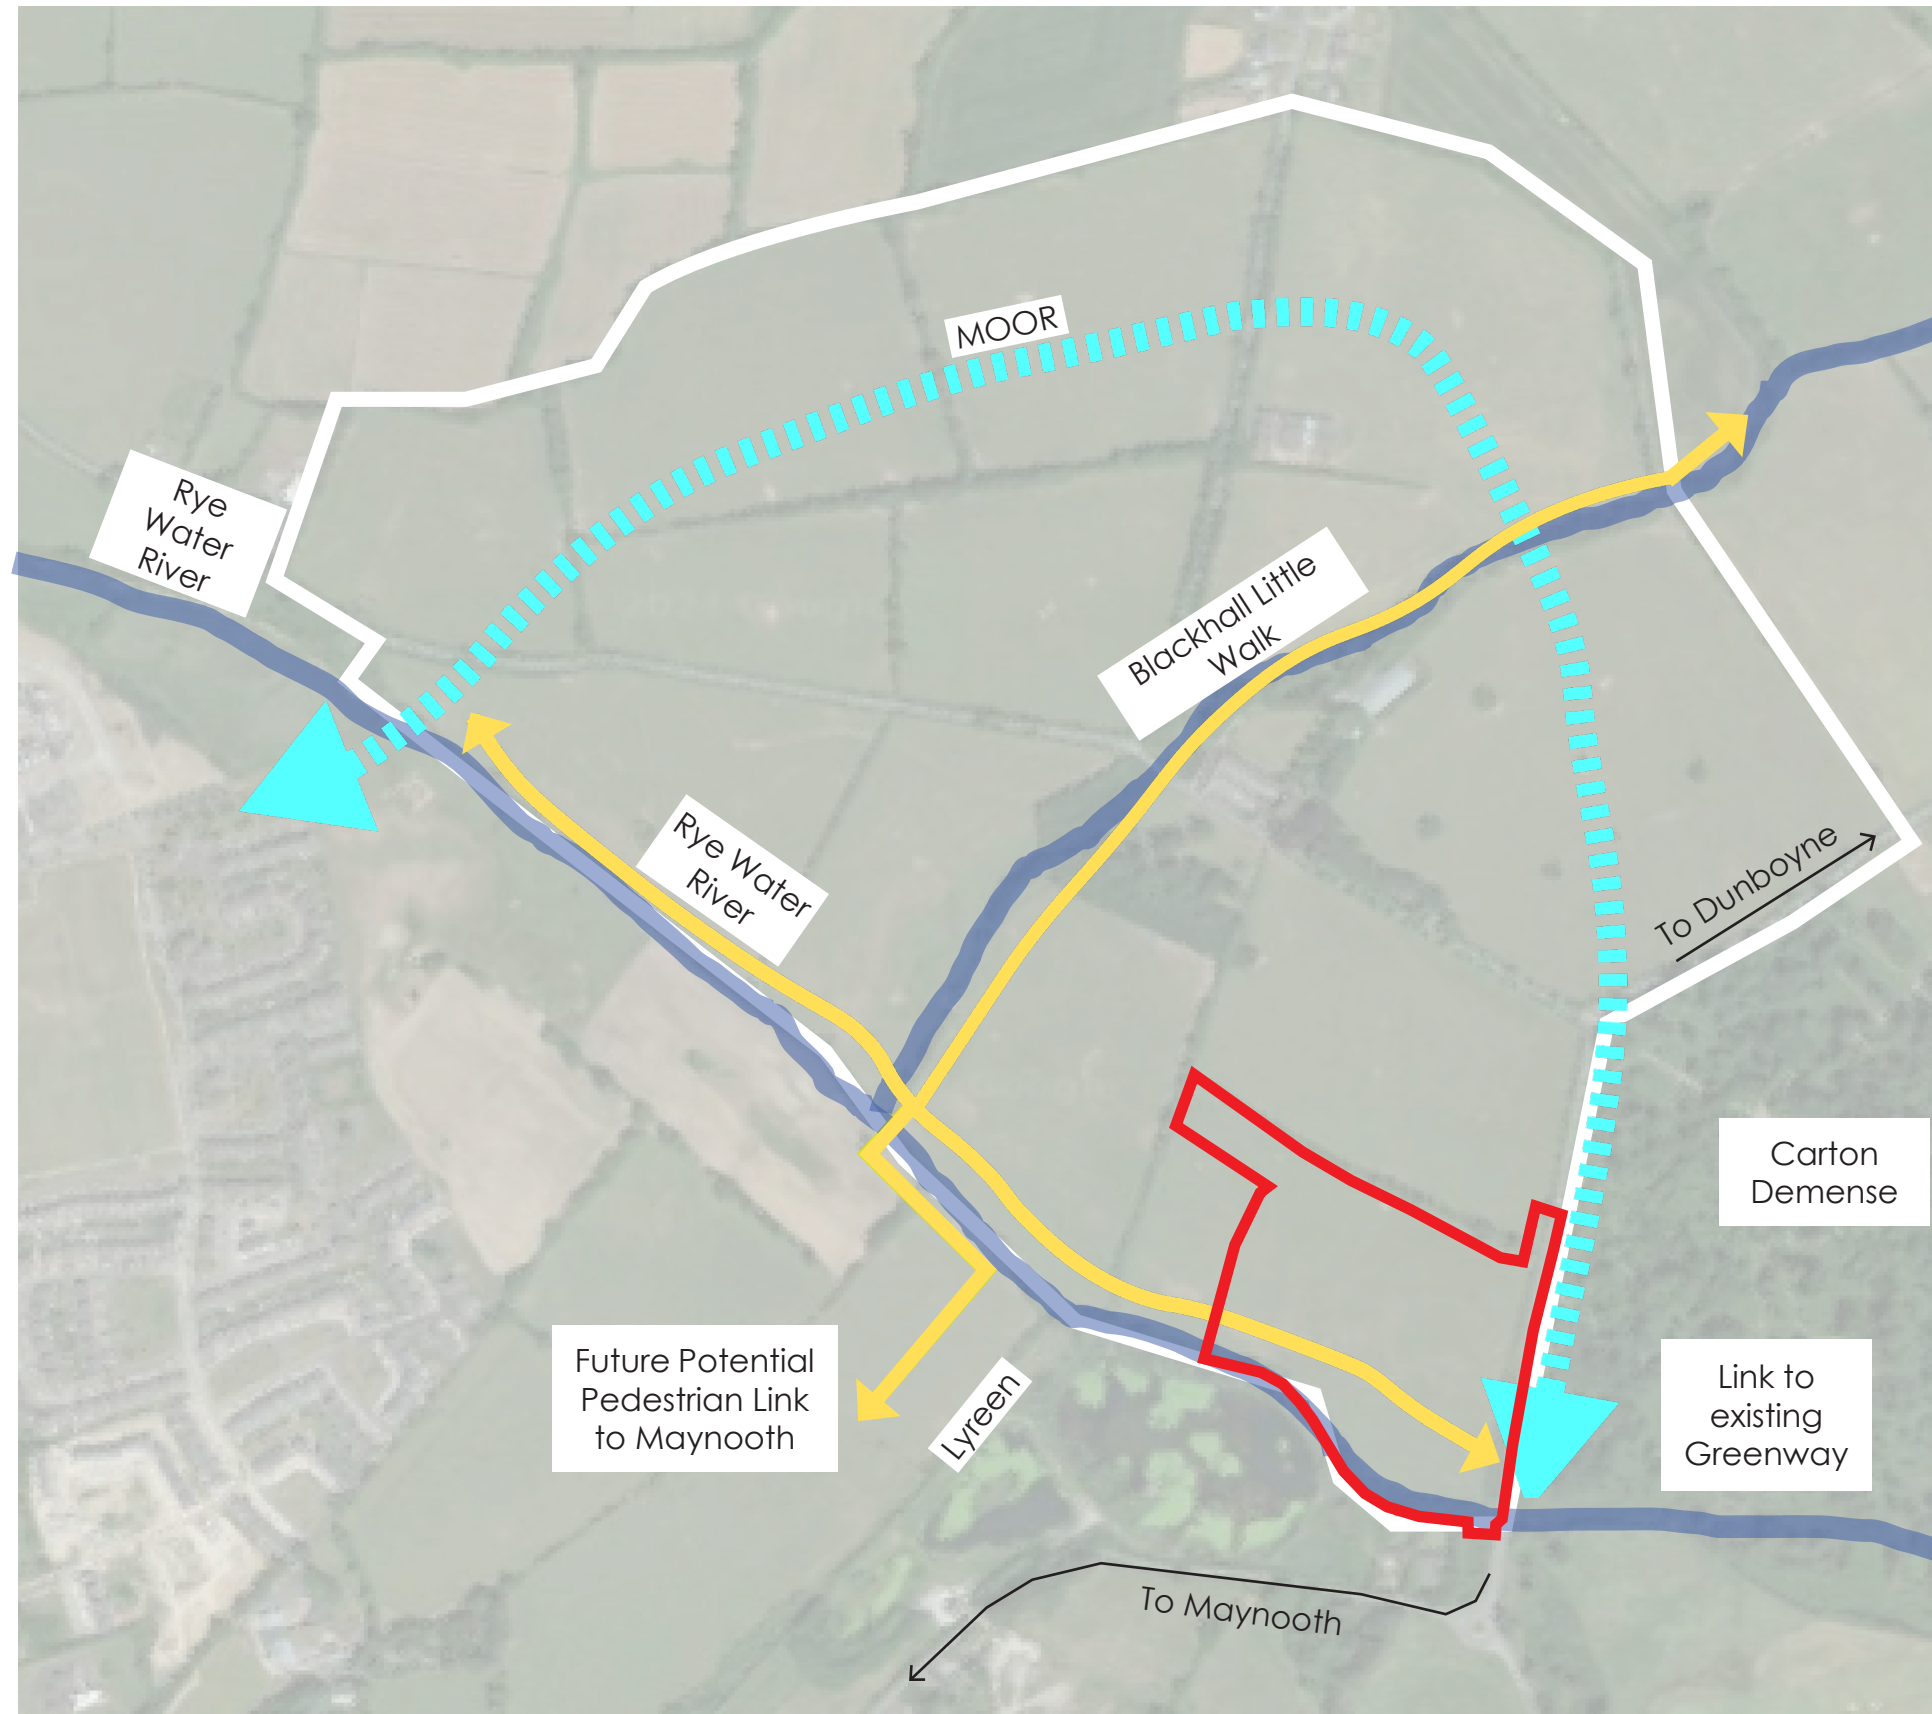 MOOR
Rye
Water
River
Blackhall Little
Walk
Rye Water
River
To Dunboyne
Carton
Demense
Future Potential
Pedestrian Link
to Maynooth
Lyreen
Link to
existing
Greenway
To Maynooth